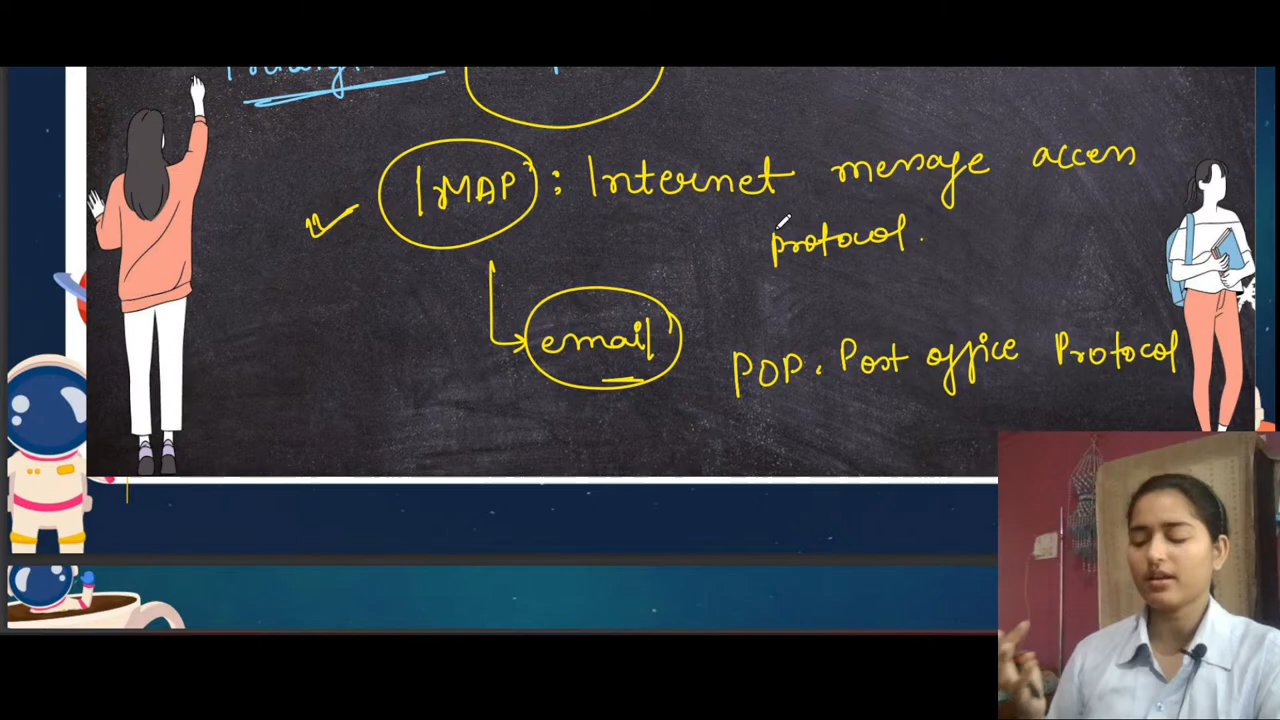 IMAP : Internet message access
protocol.
email
POP. Post office Protocol